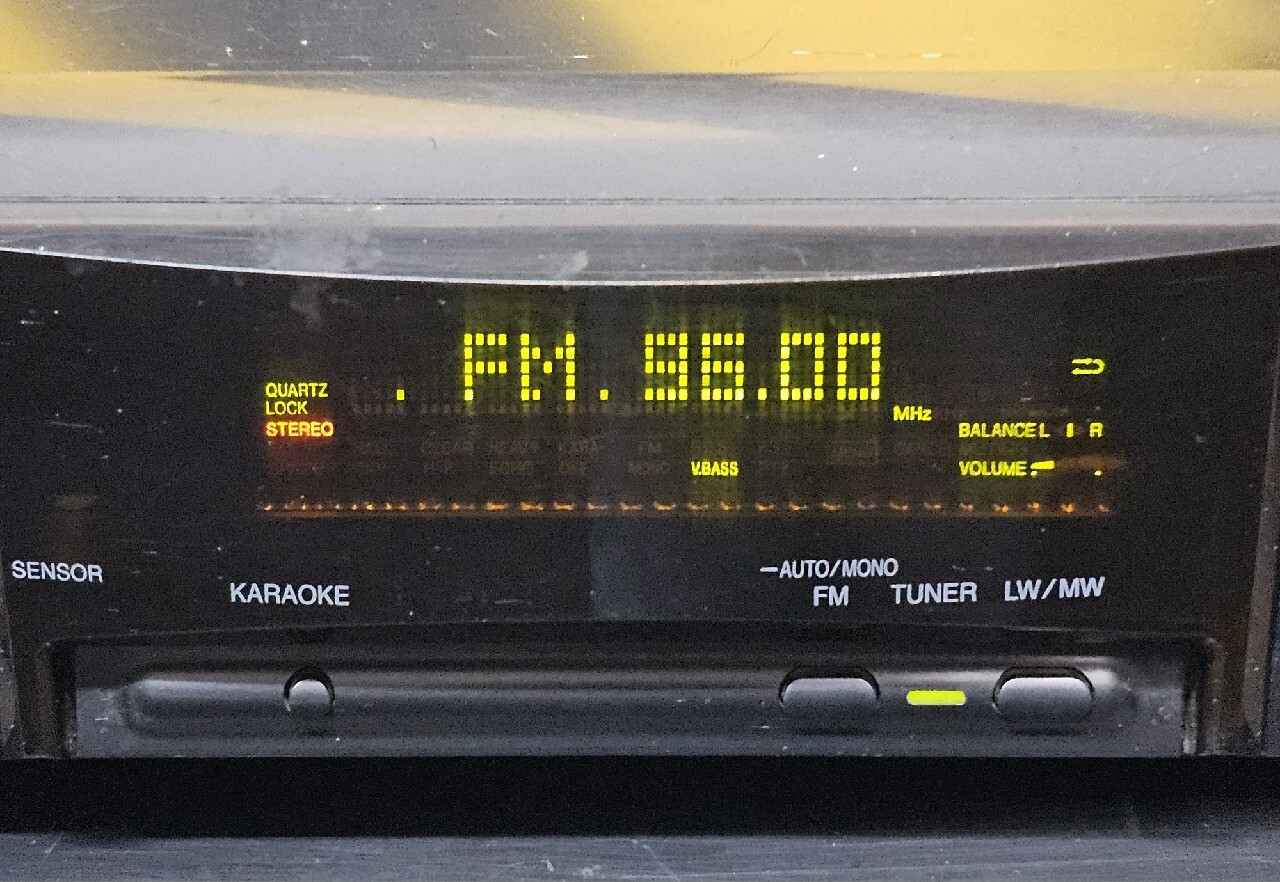 . FM. 96.00 MHz
QUARTZ
LOCK
STEREO
BALANCE L R
V.BASS
VOLUME
SENSOR
KARAOKE
—AUTO/MONO
FM TUNER LW/MW